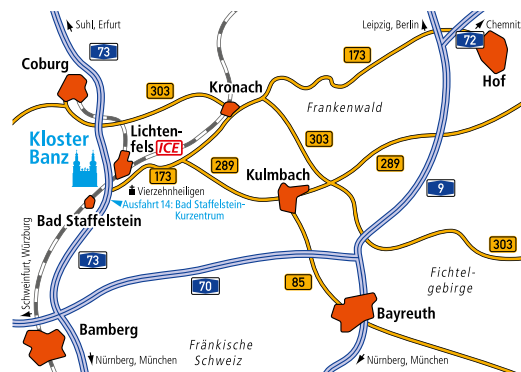 Suhl, Erfurt
Leipzig, Berlin
Chemnitz
73
72
173
Coburg
Hof
303
Kronach
Frankenwald
Lichten-
fels
ICE
303
Kloster
Banz
173
289
289
Kulmbach
9
Vierzehnheiligen
Ausfahrt 14: Bad Staffelstein-
Kurzentrum
Bad Staffelstein
Schweinfurt, Würzburg
73
70
303
85
Fichtel-
gebirge
Bayreuth
Bamberg
Fränkische
Schweiz
Nürnberg, München
Nürnberg, München